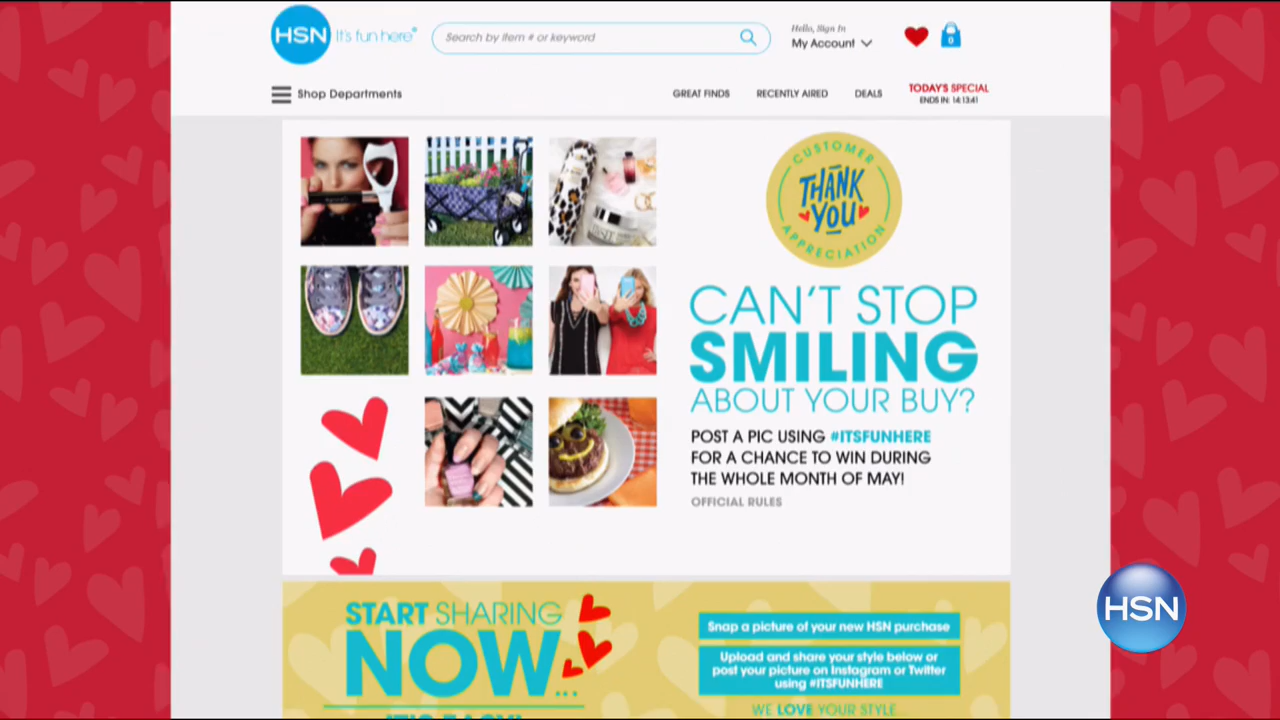 HSN It's fun here®
Search by item # or keyword
Hello, Sign In
My Account
0
Shop Departments
GREAT FINDS
RECENTLY AIRED
DEALS
TODAY'S SPECIAL
ENDS IN: 14:13:41
CUSTOMER
THANK
YOU
APPRECIATION
CAN'T STOP
SMILING
ABOUT YOUR BUY?
POST A PIC USING #ITSFUNHERE
FOR A CHANCE TO WIN DURING
THE WHOLE MONTH OF MAY!
OFFICIAL RULES
START SHARING
NOW...
IT'S EASY!
Snap a picture of your new HSN purchase
Upload and share your style below or
post your picture on Instagram or Twitter
using #ITSFUNHERE
WE LOVE YOUR STYLE...
HSN